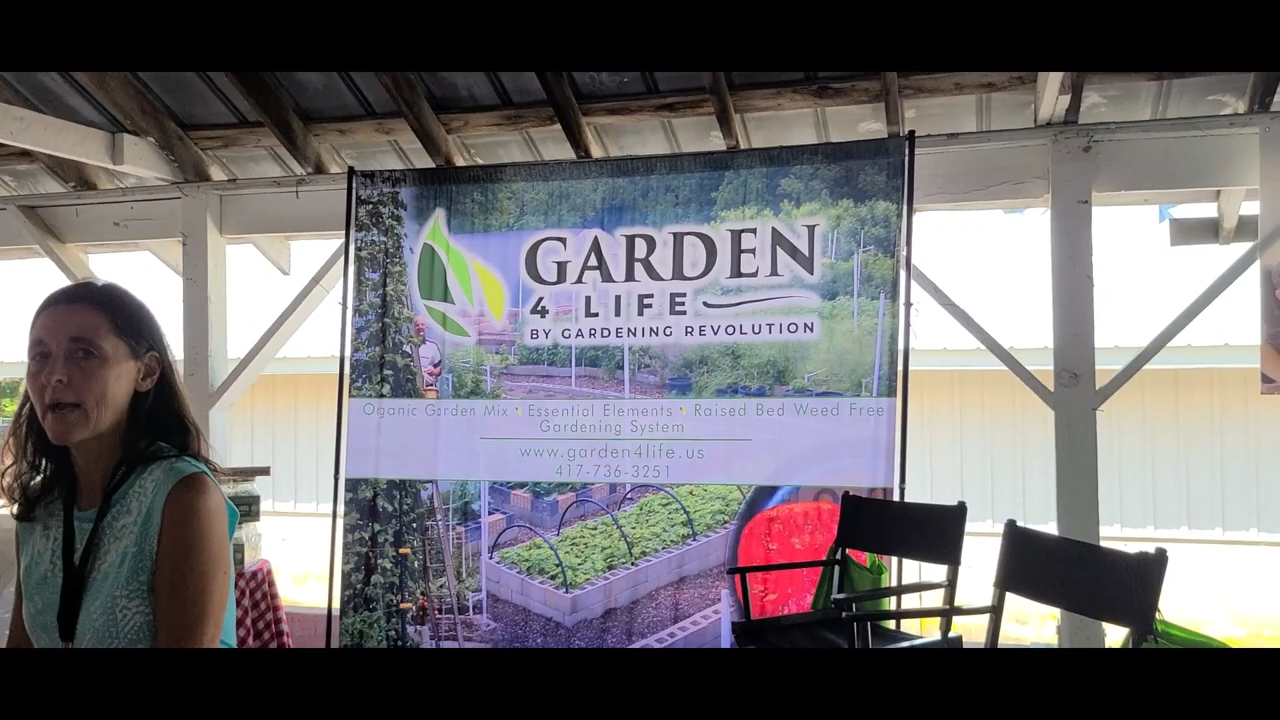 GARDEN
4 LIFE
BY GARDENING REVOLUTION
Oganic Garden Mix • Essential Elements • Raised Bed Weed Free
Gardening System
www.garden4life.us
417-736-3251